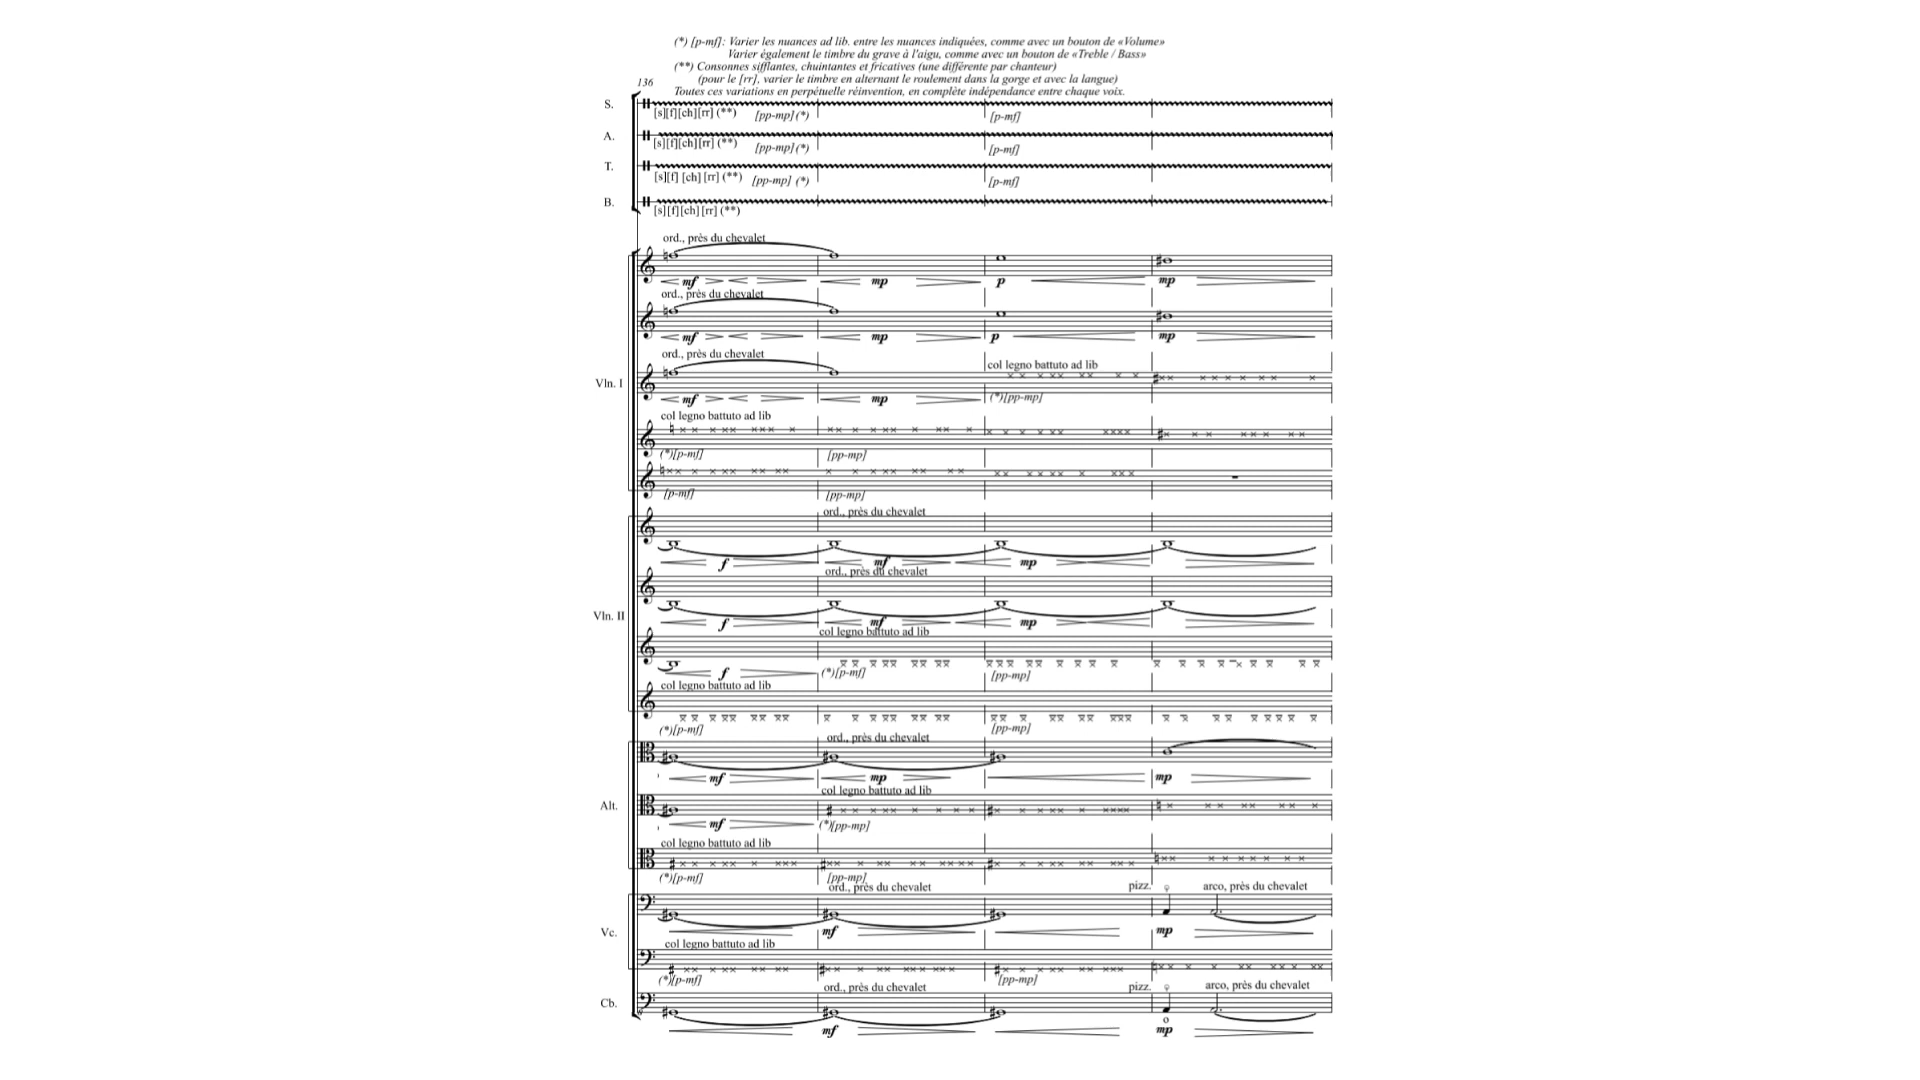 (*) [p-mf]: Varier les nuances ad lib. entre les nuances indiquées, comme avec un bouton de «Volume»
Varier également le timbre du grave à l'aigu, comme avec un bouton de «Treble / Bass»
(**) Consonnes sifflantes, chuintantes et fricatives (une différente par chanteur)
(pour le [rr], varier le timbre en alternant le roulement dans la gorge et avec la langue)
136
Toutes ces variations en perpétuelle réinvention, en complète indépendance entre chaque voix.
S.
[s][f][ch][rr] (**) [pp-mp] (*) [p-mf]
A.
[s][f][ch][rr] (**) [pp-mp] (*) [p-mf]
T.
[s][f] [ch] [rr] (**) [pp-mp] (*) [p-mf]
B.
[s][f][ch][rr] (**)
ord., près du chevalet
mf mp p mp
ord., près du chevalet
mf mp p mp
ord., près du chevalet
col legno battuto ad lib
Vln. I
mf mp (*)[pp-mp]
col legno battuto ad lib
(*)[p-mf] [pp-mp]
[p-mf] [pp-mp]
ord., près du chevalet
f mf mp
ord., près du chevalet
Vln. II
f mf mp
col legno battuto ad lib
f (*)[p-mf] [pp-mp]
col legno battuto ad lib
(*)[p-mf] [pp-mp]
ord., près du chevalet
mf mp mp
col legno battuto ad lib
Alt.
mf (*)[pp-mp]
col legno battuto ad lib
(*)[p-mf] [pp-mp]
ord., près du chevalet pizz. arco, près du chevalet
Vc.
mf mp
col legno battuto ad lib
(*)[p-mf] [pp-mp]
ord., près du chevalet pizz. arco, près du chevalet
Cb.
mf mp